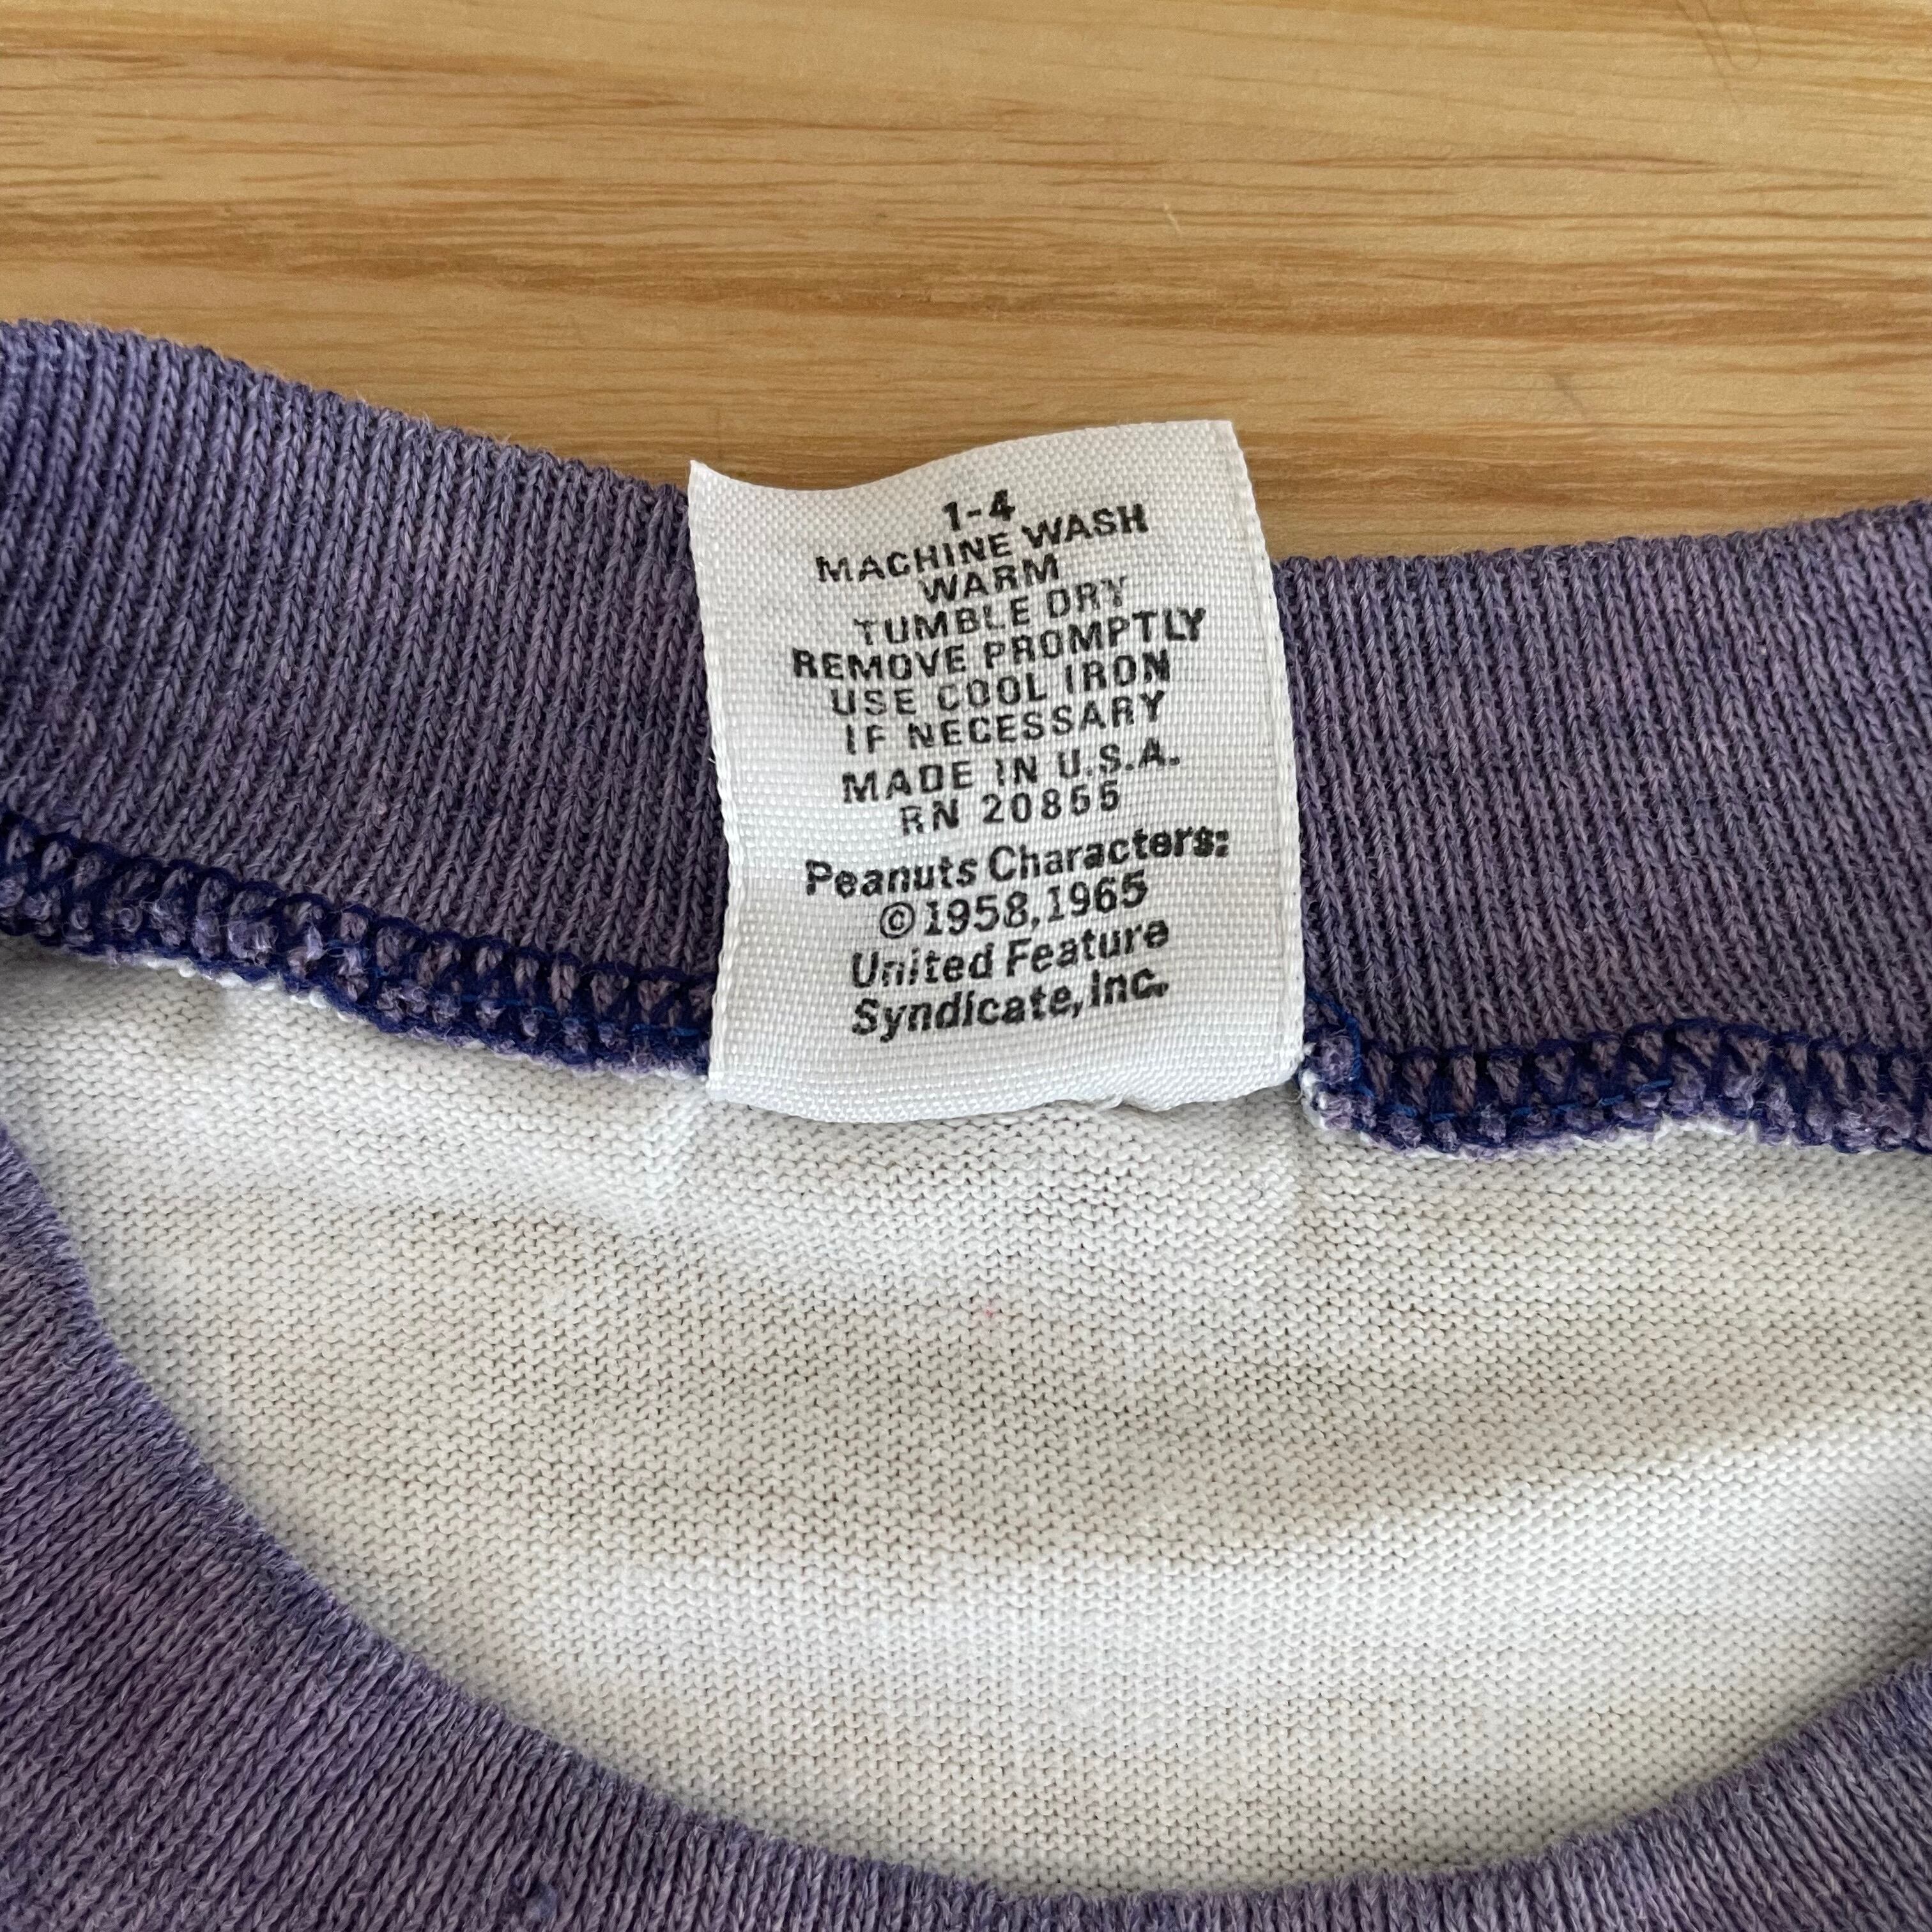 1-4
MACHINE WASH
WARM
TUMBLE DRY
REMOVE PROMPTLY
USE COOL IRON
IF NECESSARY
MADE IN U.S.A.
RN 20855
Peanuts Characters:
©1958,1965
United Feature
Syndicate,Inc.